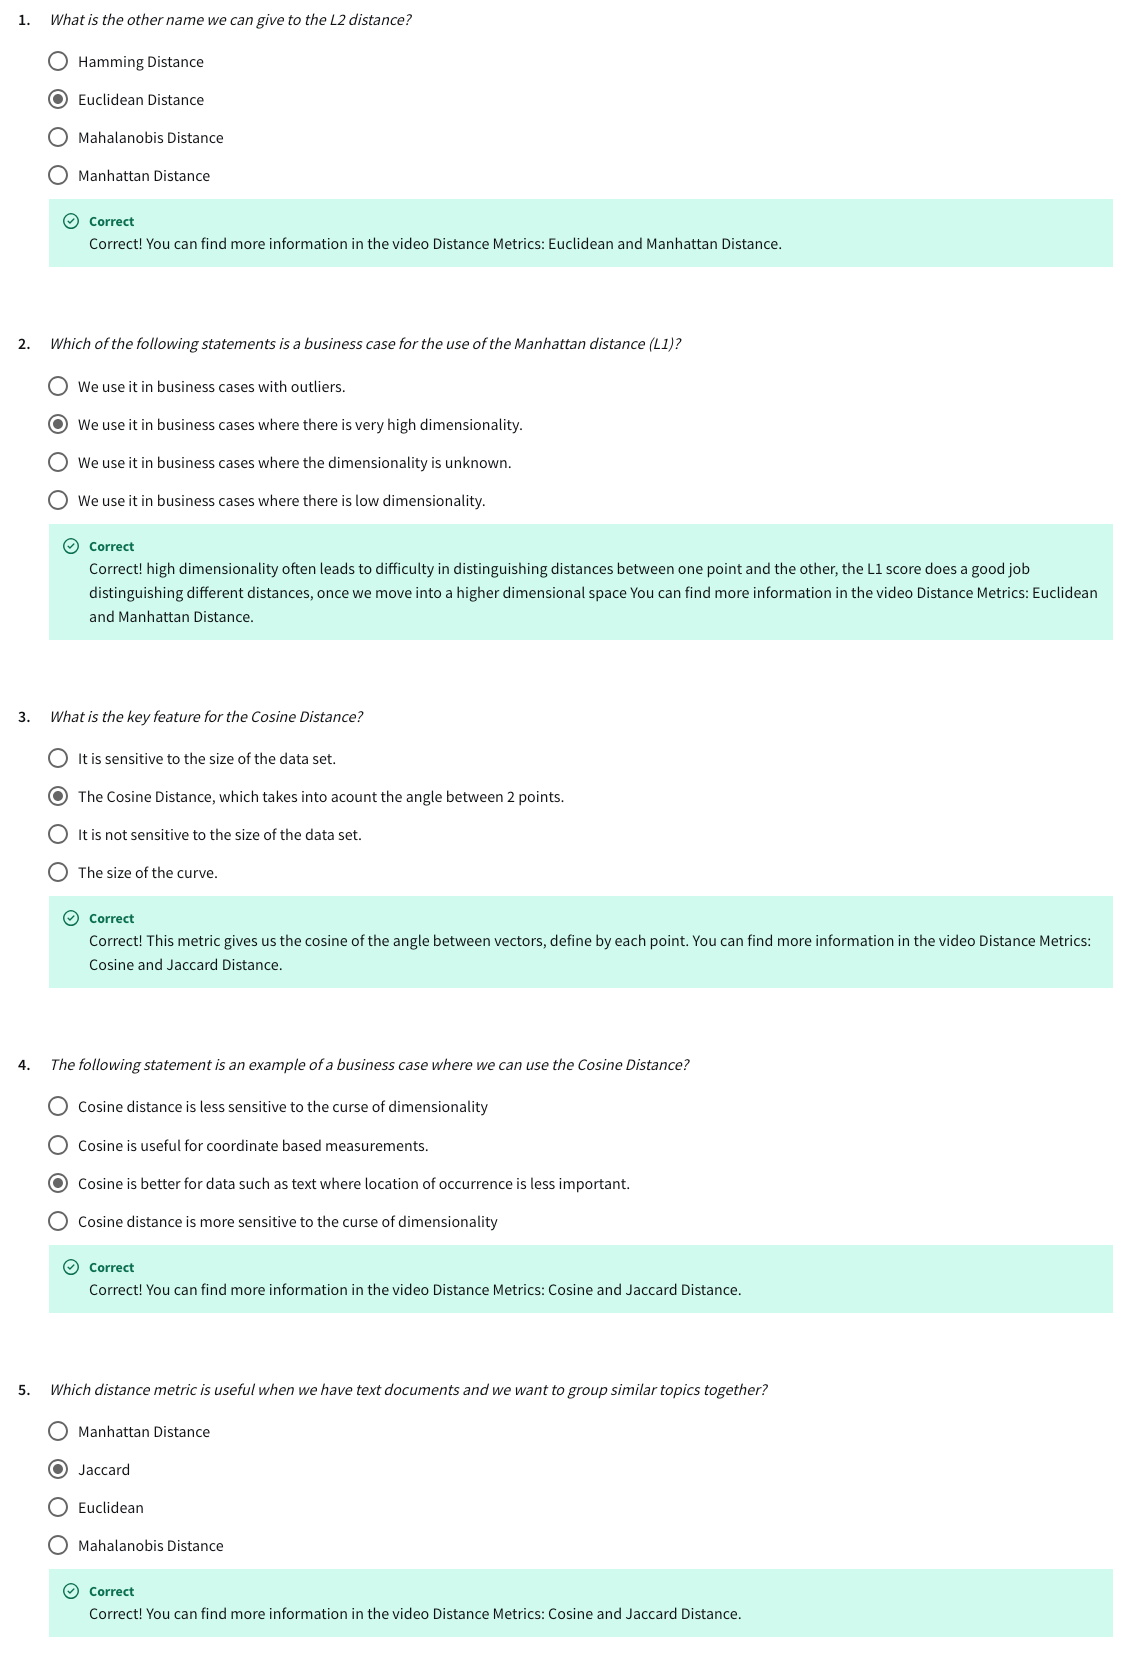 1. What is the other name we can give to the L2 distance?
Hamming Distance
Euclidean Distance
Mahalanobis Distance
Manhattan Distance
Correct
Correct! You can find more information in the video Distance Metrics: Euclidean and Manhattan Distance.
2. Which of the following statements is a business case for the use of the Manhattan distance (L1)?
We use it in business cases with outliers.
We use it in business cases where there is very high dimensionality.
We use it in business cases where the dimensionality is unknown.
We use it in business cases where there is low dimensionality.
Correct
Correct! high dimensionality often leads to difficulty in distinguishing distances between one point and the other, the L1 score does a good job
distinguishing different distances, once we move into a higher dimensional space You can find more information in the video Distance Metrics: Euclidean
and Manhattan Distance.
3. What is the key feature for the Cosine Distance?
It is sensitive to the size of the data set.
The Cosine Distance, which takes into acount the angle between 2 points.
It is not sensitive to the size of the data set.
The size of the curve.
Correct
Correct! This metric gives us the cosine of the angle between vectors, define by each point. You can find more information in the video Distance Metrics:
Cosine and Jaccard Distance.
4. The following statement is an example of a business case where we can use the Cosine Distance?
Cosine distance is less sensitive to the curse of dimensionality
Cosine is useful for coordinate based measurements.
Cosine is better for data such as text where location of occurrence is less important.
Cosine distance is more sensitive to the curse of dimensionality
Correct
Correct! You can find more information in the video Distance Metrics: Cosine and Jaccard Distance.
5. Which distance metric is useful when we have text documents and we want to group similar topics together?
Manhattan Distance
Jaccard
Euclidean
Mahalanobis Distance
Correct
Correct! You can find more information in the video Distance Metrics: Cosine and Jaccard Distance.